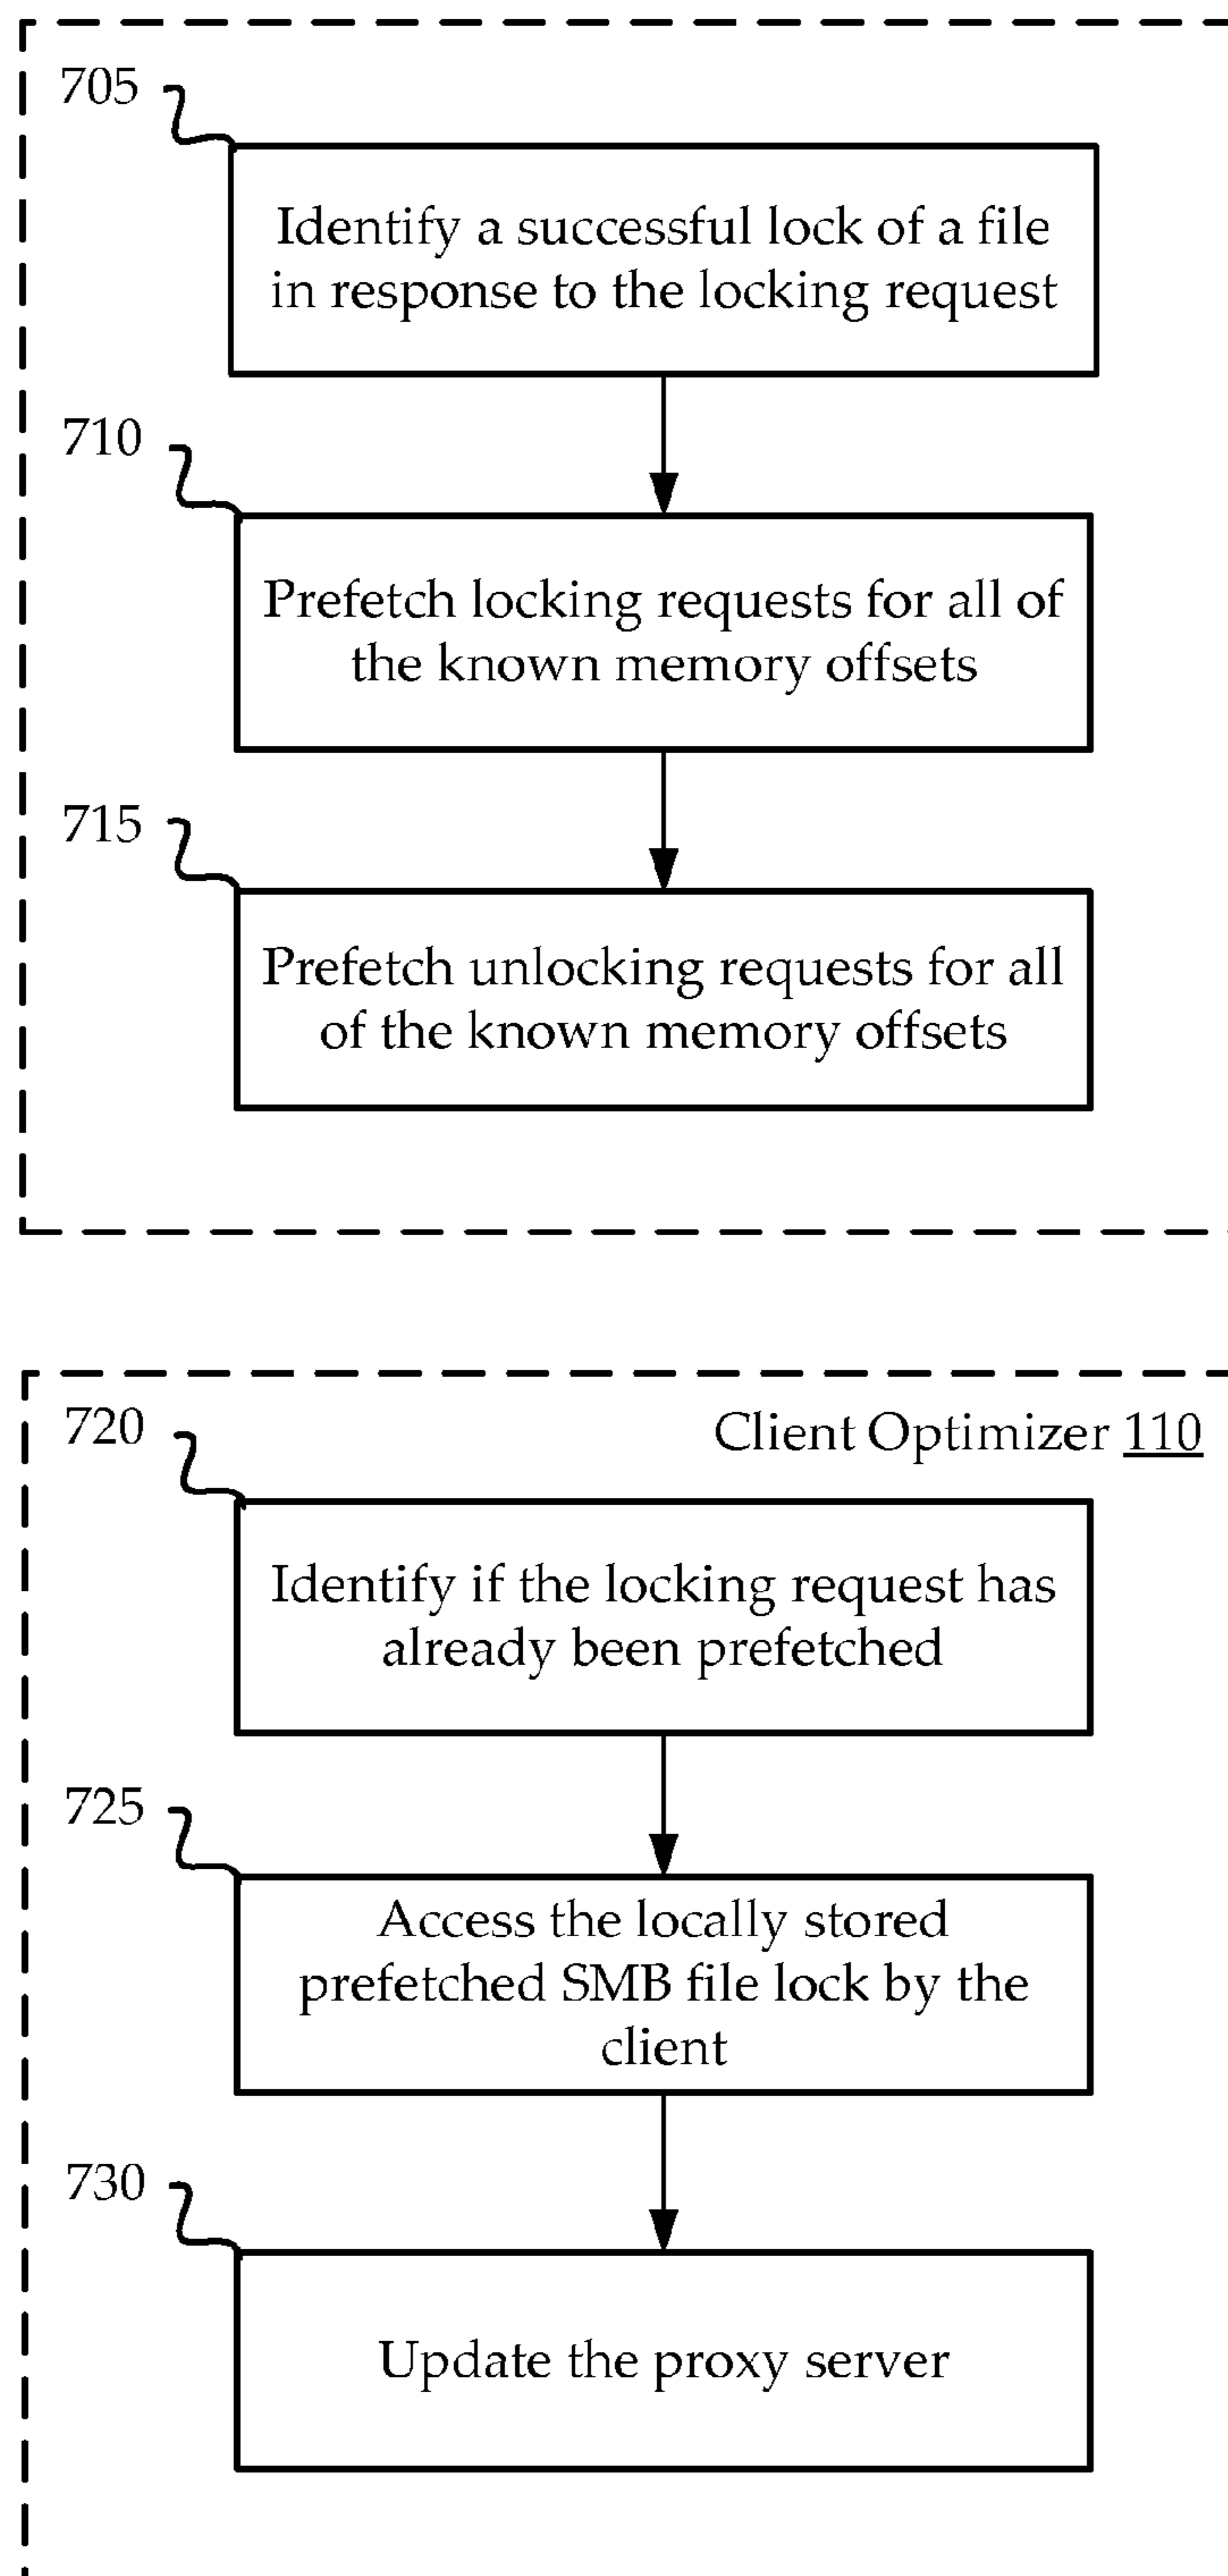 705
Identify a successful lock of a file
in response to the locking request
710
Prefetch locking requests for all of
the known memory offsets
715
Prefetch unlocking requests for all
of the known memory offsets
720
Client Optimizer 110
Identify if the locking request has
already been prefetched
725
Access the locally stored
prefetched SMB file lock by the
client
730
Update the proxy server